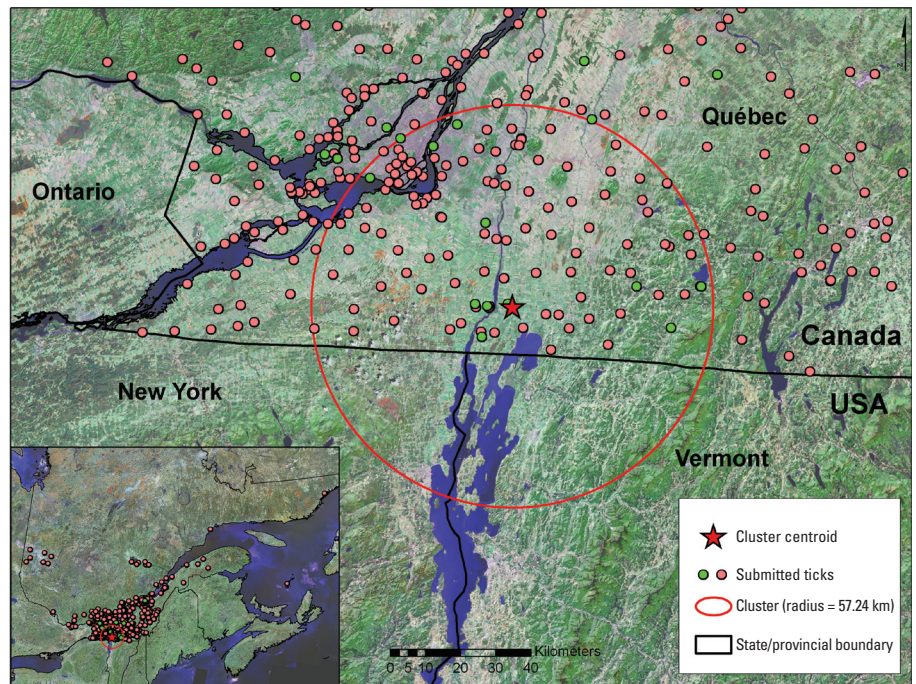 Québec
Ontario
Canada
New York
USA
Vermont
Cluster centroid
Submitted ticks
Cluster (radius = 57.24 km)
State/provincial boundary
Kilometers
0 5 10 20 30 40